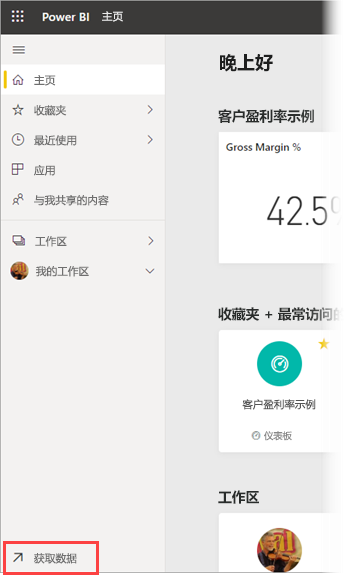 Power BI 主页
主页
收藏夹
最近使用
应用
与我共享的内容
工作区
我的工作区
获取数据
晚上好
客户盈利率示例
Gross Margin %
42.5%
收藏夹 + 最常访问的
客户盈利率示例
仪表板
工作区